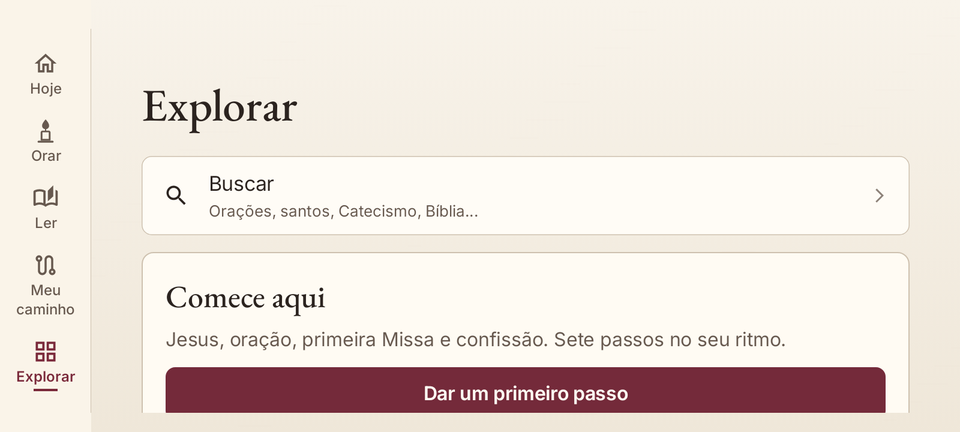 Hoje
Orar
Ler
Meu
caminho
Explorar
Explorar
Buscar
Orações, santos, Catecismo, Bíblia...
Comece aqui
Jesus, oração, primeira Missa e confissão. Sete passos no seu ritmo.
Dar um primeiro passo